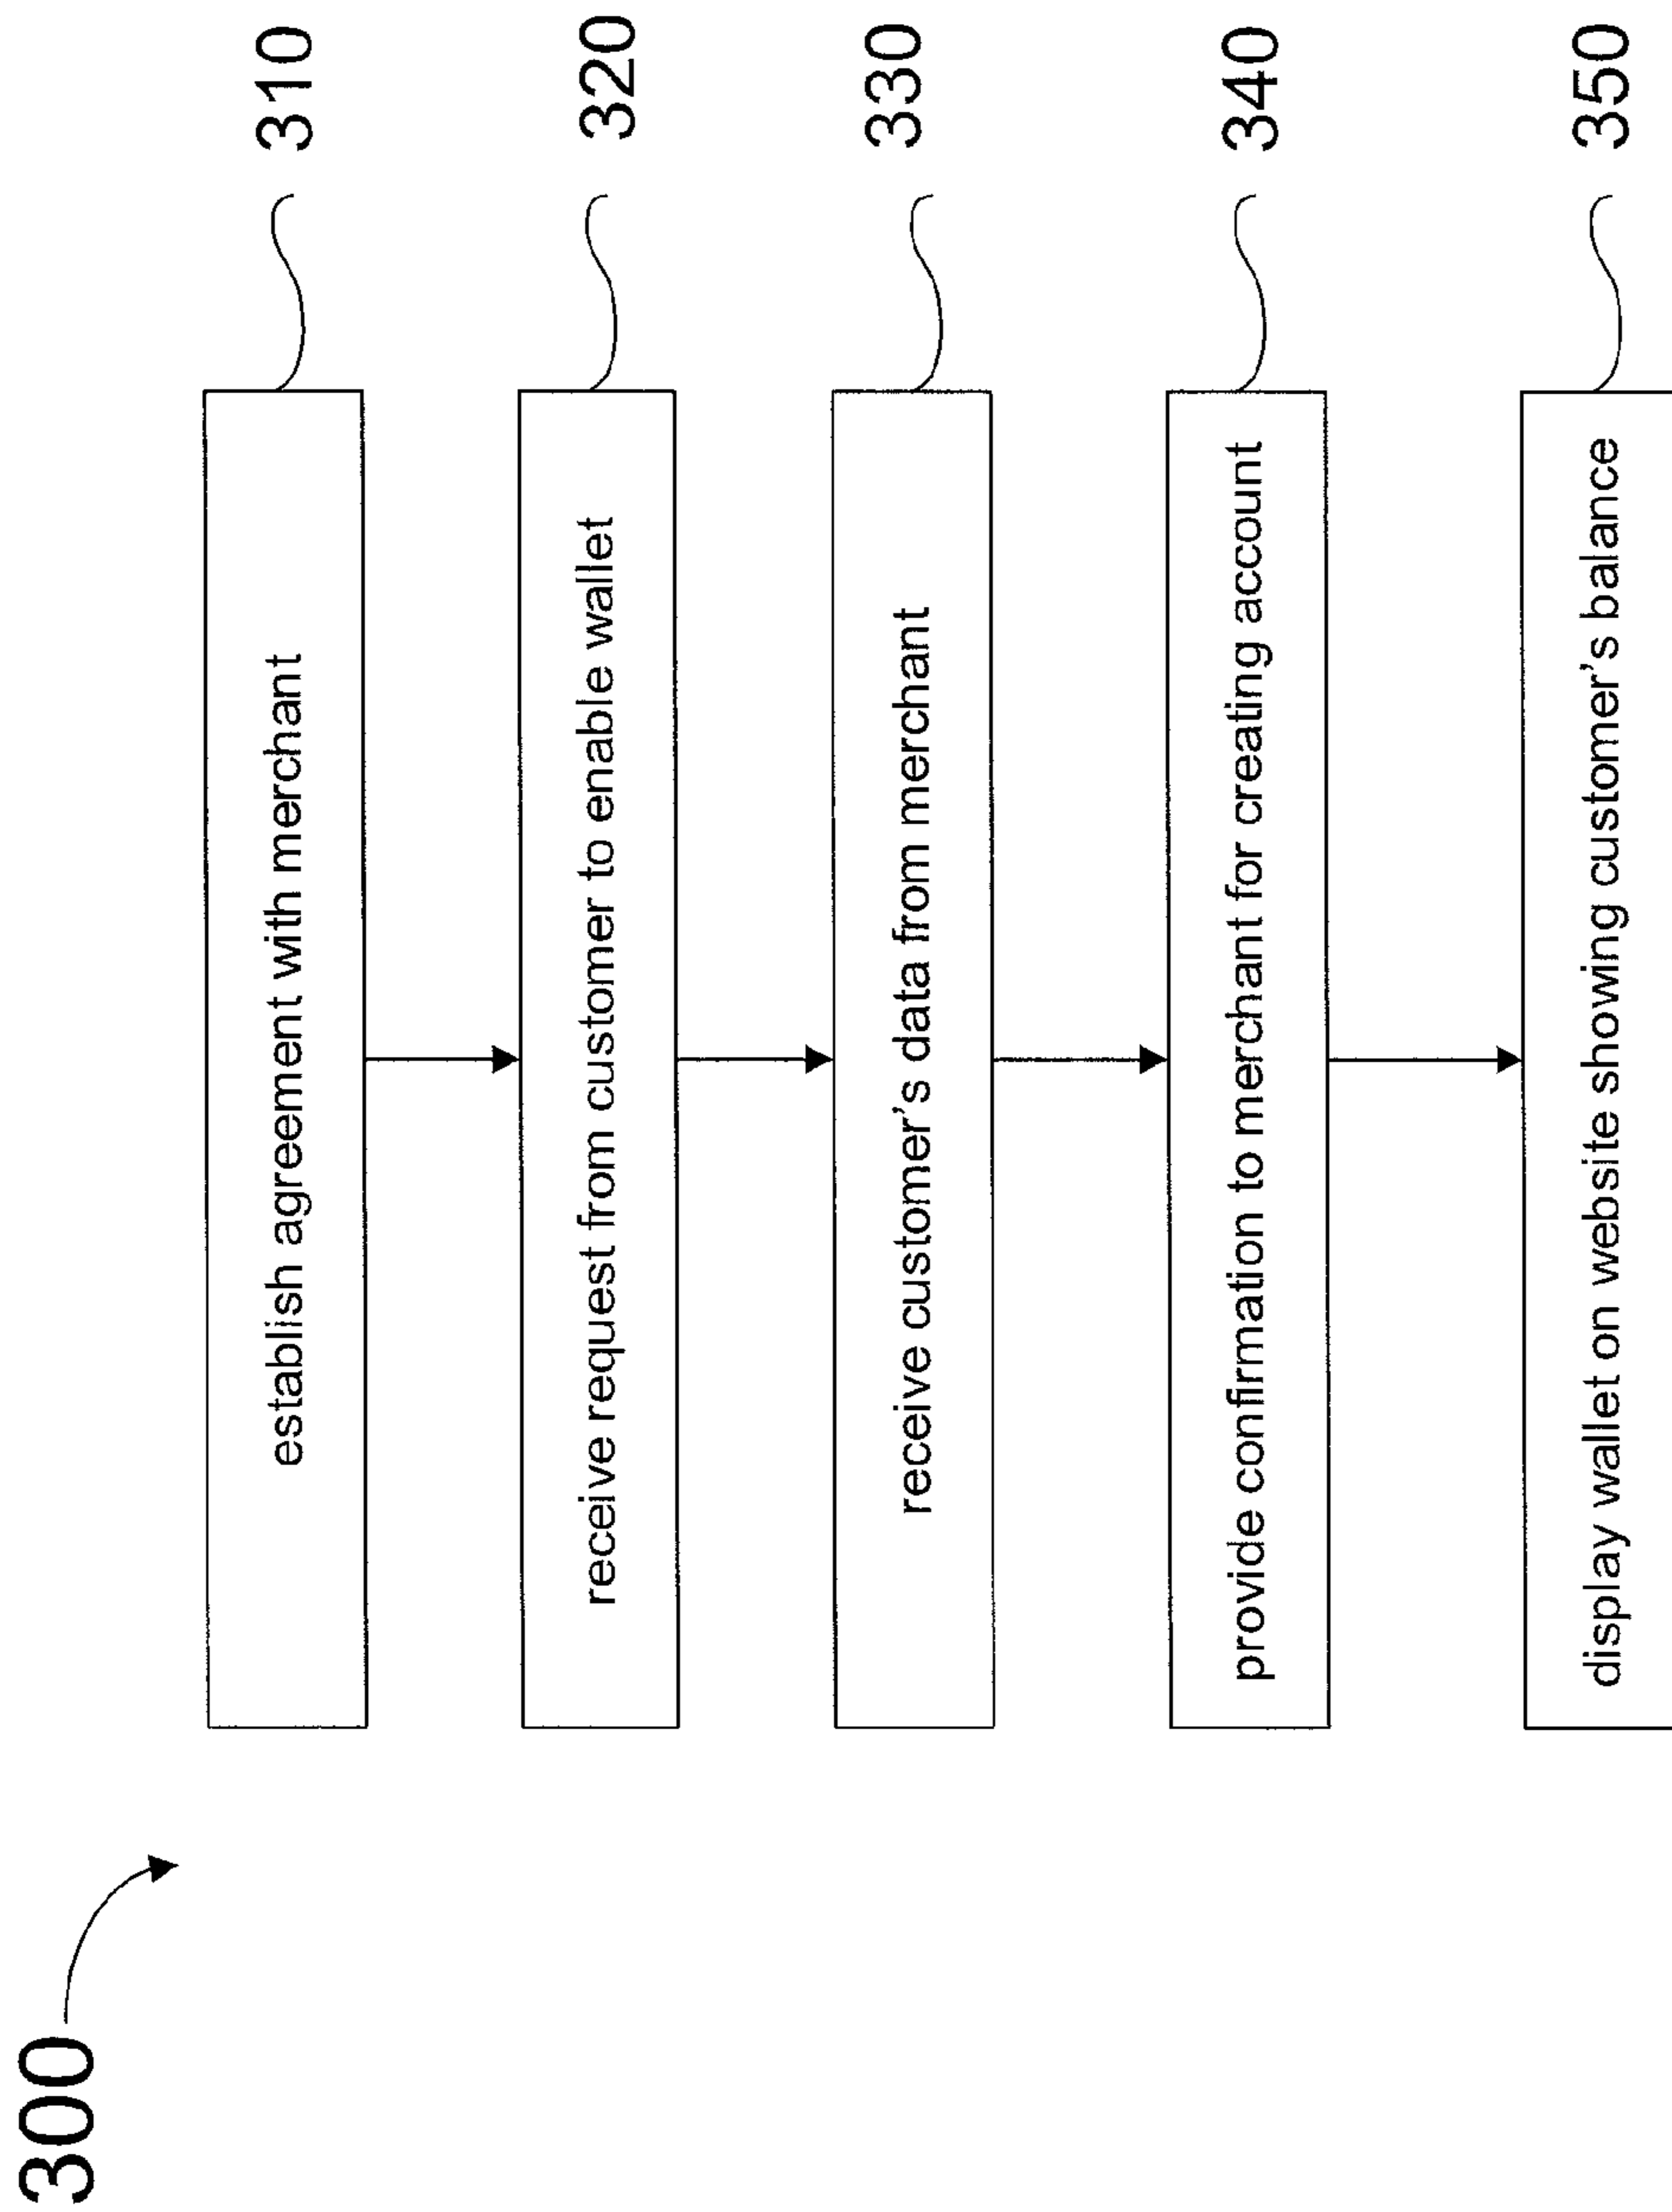 300
establish agreement with merchant
310
receive request from customer to enable wallet
320
receive customer's data from merchant
330
provide confirmation to merchant for creating account
340
display wallet on website showing customer's balance
350